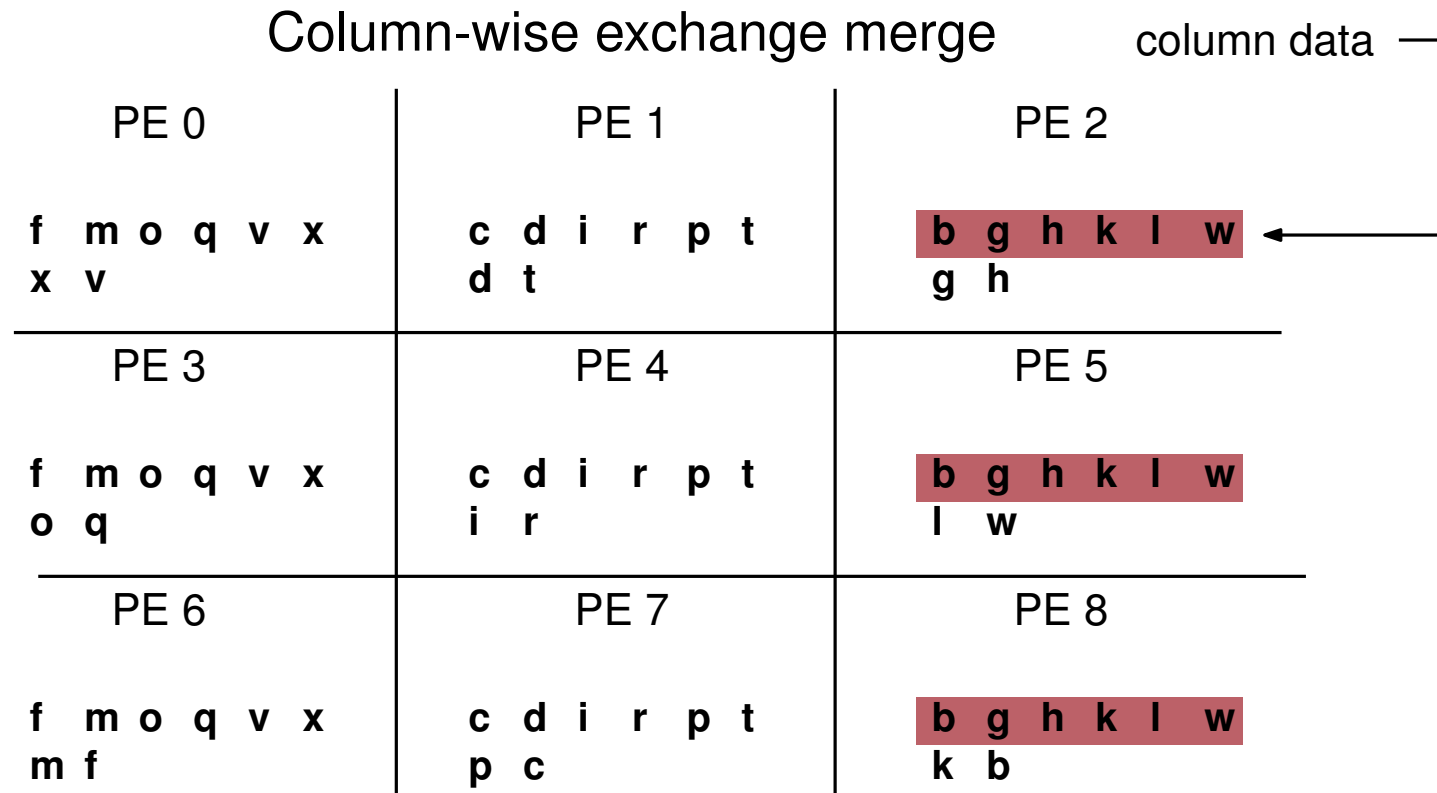 Column-wise exchange merge column data
PE 0 PE 1 PE 2
f m o q v x c d i r p t b g h k l w
x v d t g h
PE 3 PE 4 PE 5
f m o q v x c d i r p t b g h k l w
o q i r l w
PE 6 PE 7 PE 8
f m o q v x c d i r p t b g h k l w
m f p c k b